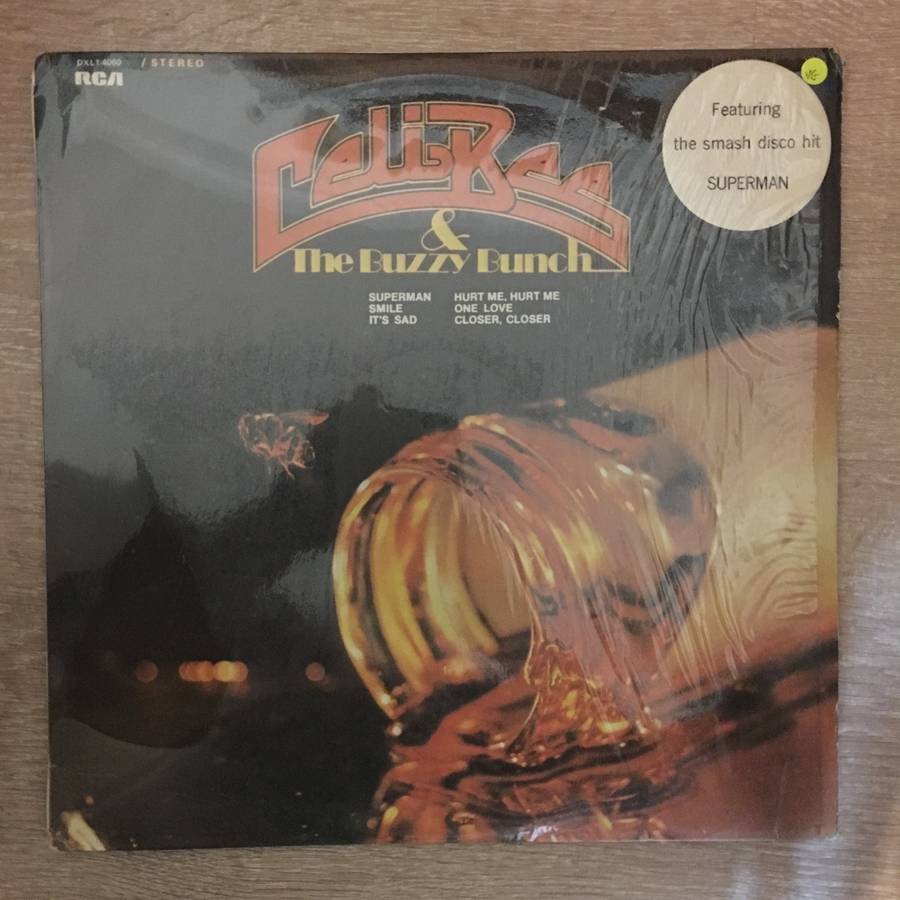 DXL1-4060 / STEREO
RCA
VG-
Featuring
the smash disco hit
SUPERMAN
Celi Bee
&
The Buzzy Bunch
SUPERMAN
SMILE
IT'S SAD
HURT ME, HURT ME
ONE LOVE
CLOSER, CLOSER